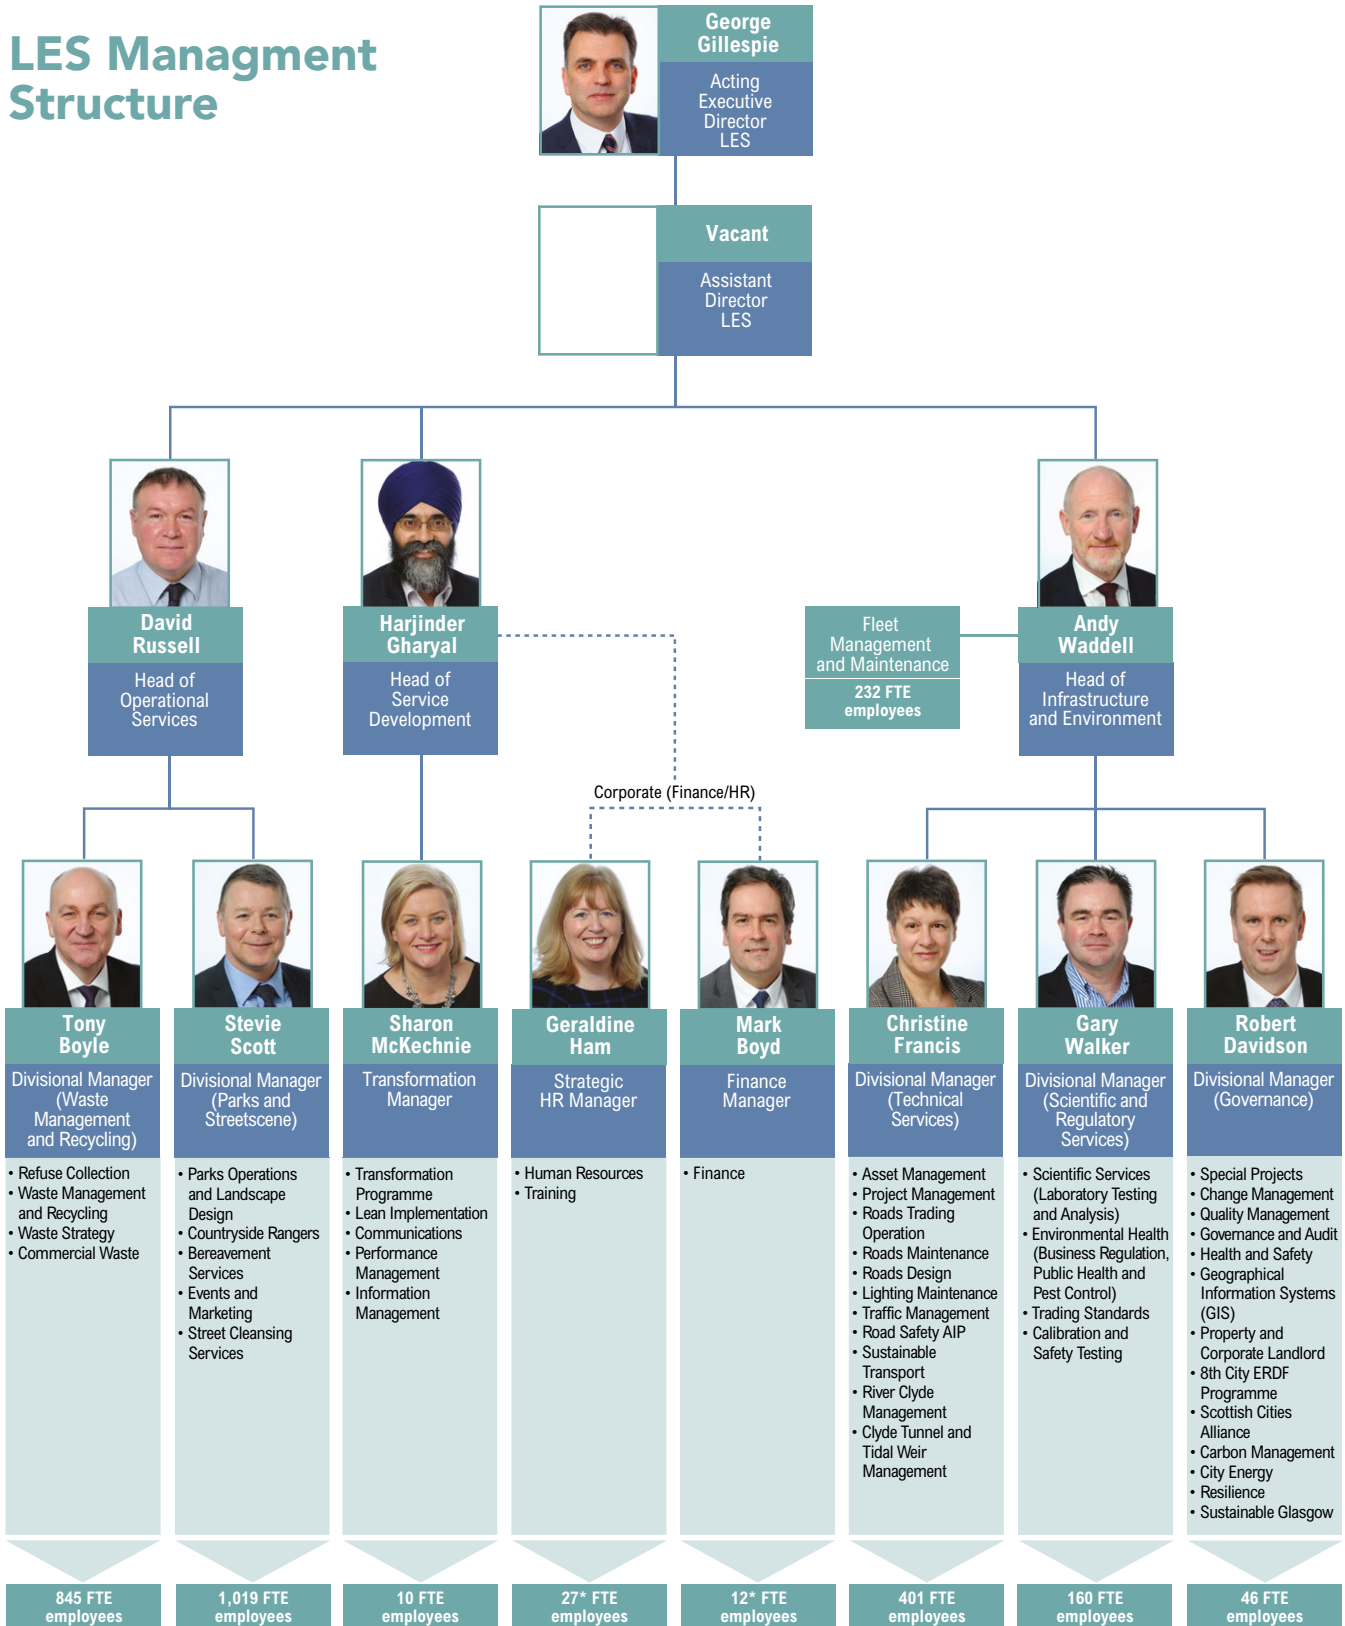 LES Managment
Structure
George
Gillespie
Acting
Executive
Director
LES
Vacant
Assistant
Director
LES
David
Russell
Head of
Operational
Services
Harjinder
Gharyal
Head of
Service
Development
Fleet
Management
and Maintenance
232 FTE
employees
Andy
Waddell
Head of
Infrastructure
and Environment
Corporate (Finance/HR)
Tony
Boyle
Divisional Manager
(Waste
Management
and Recycling)
• Refuse Collection
• Waste Management
and Recycling
• Waste Strategy
• Commercial Waste
845 FTE
employees
Stevie
Scott
Divisional Manager
(Parks and
Streetscene)
• Parks Operations
and Landscape
Design
• Countryside Rangers
• Bereavement
Services
• Events and
Marketing
• Street Cleansing
Services
1,019 FTE
employees
Sharon
McKechnie
Transformation
Manager
• Transformation
Programme
• Lean Implementation
• Communications
• Performance
Management
• Information
Management
10 FTE
employees
Geraldine
Ham
Strategic
HR Manager
• Human Resources
• Training
27* FTE
employees
Mark
Boyd
Finance
Manager
• Finance
12* FTE
employees
Christine
Francis
Divisional Manager
(Technical
Services)
• Asset Management
• Project Management
• Roads Trading
Operation
• Roads Maintenance
• Roads Design
• Lighting Maintenance
• Traffic Management
• Road Safety AIP
• Sustainable
Transport
• River Clyde
Management
• Clyde Tunnel and
Tidal Weir
Management
401 FTE
employees
Gary
Walker
Divisional Manager
(Scientific and
Regulatory
Services)
• Scientific Services
(Laboratory Testing
and Analysis)
• Environmental Health
(Business Regulation,
Public Health and
Pest Control)
• Trading Standards
• Calibration and
Safety Testing
160 FTE
employees
Robert
Davidson
Divisional Manager
(Governance)
• Special Projects
• Change Management
• Quality Management
• Governance and Audit
• Health and Safety
• Geographical
Information Systems
(GIS)
• Property and
Corporate Landlord
• 8th City ERDF
Programme
• Scottish Cities
Alliance
• Carbon Management
• City Energy
• Resilience
• Sustainable Glasgow
46 FTE
employees